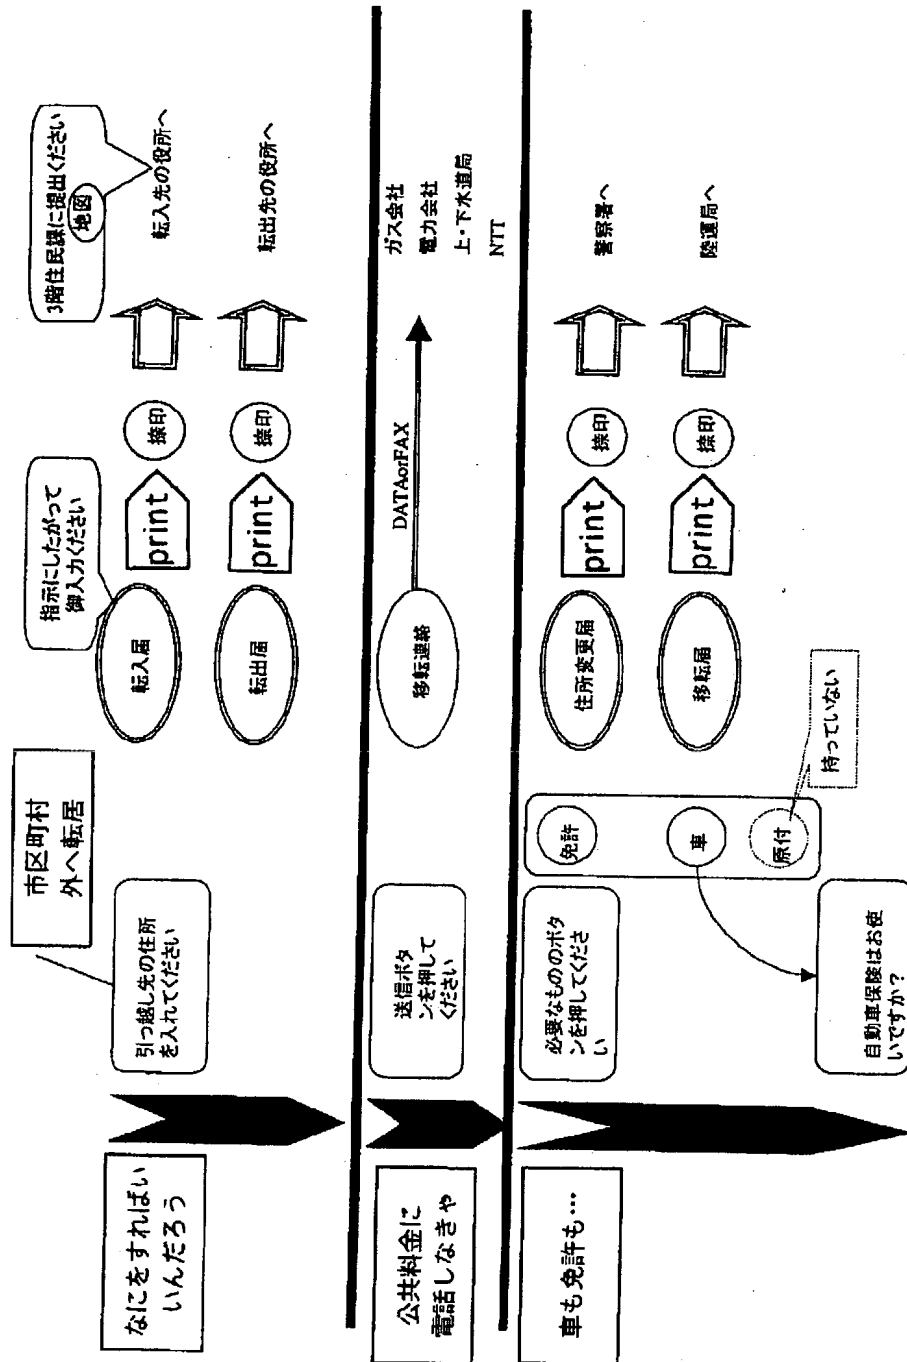 なにをすればい
いんだろう
引っ越し先の住所
を入れてください
市区町村
外へ転居
指示にしたがって
御入力ください
転入届
print
捺印
3階住民課に提出ください
地図
転入先の役所へ
転出届
print
捺印
転出先の役所へ
公共料金に
電話しなきゃ
送信ボタ
ンを押して
ください
移転連絡
DATAorFAX
ガス会社
電力会社
上・下水道局
NTT
車も免許も…
必要なもののボタ
ンを押してくださ
い
免許
住所変更届
print
捺印
警察署へ
車
移転届
print
捺印
陸運局へ
原付
持っていない
自動車保険はお使
いですか？